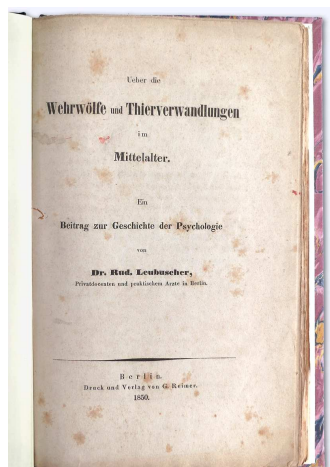 Ueber die
Wehrwölfe und Thierverwandlungen
im
Mittelalter.
Ein
Beitrag zur Geschichte der Psychologie
von
Dr. Rud. Leubuscher,
Privatdocenten und praktischem Arzte in Berlin.
Berlin.
Druck und Verlag von G. Reimer.
1850.